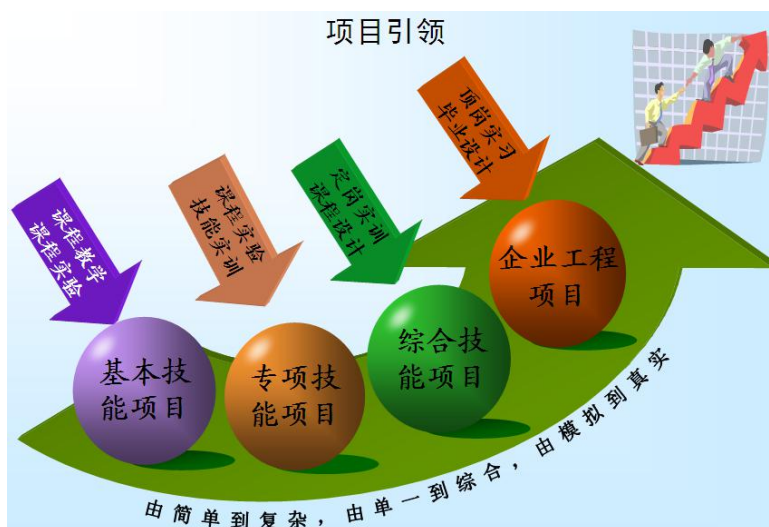 项目引领
课程教学
课程实验
课程实验
技能实训
定岗实训
课程设计
顶岗实习
毕业设计
基本技
能项目
专项技
能项目
综合技
能项目
企业工程
项目
由简单到复杂，由单一到综合，由模拟到真实